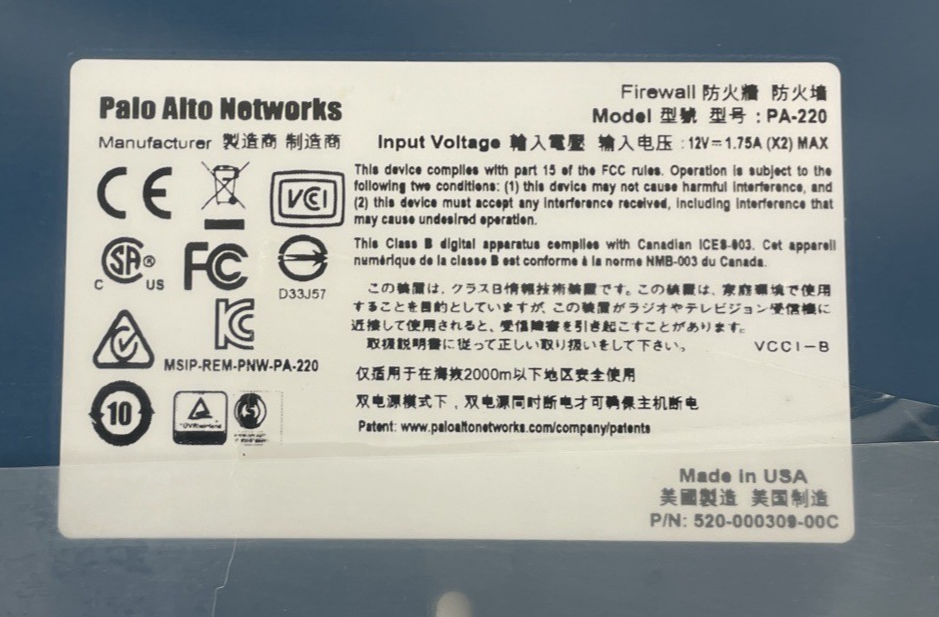 Palo Alto Networks
Manufacturer 製造商 制造商
Firewall 防火牆 防火墙
Model 型號 型号 : PA-220
Input Voltage 輸入電壓 输入电压 : 12V⎓1.75A (X2) MAX
This device complies with part 15 of the FCC rules. Operation is subject to the
following two conditions: (1) this device may not cause harmful interference, and
(2) this device must accept any interference received, including interference that
may cause undesired operation.
This Class B digital apparatus complies with Canadian ICES-003. Cet appareil
numérique de la classe B est conforme à la norme NMB-003 du Canada.
この装置は、クラスB情報技術装置です。この装置は、家庭環境で使用
することを目的としていますが、この装置がラジオやテレビジョン受信機に
近接して使用されると、受信障害を引き起こすことがあります。
取扱説明書に従って正しい取り扱いをして下さい。 VCCI-B
仅适用于在海拔2000m以下地区安全使用
双电源模式下，双电源同时断电才可确保主机断电
Patent: www.paloaltonetworks.com/company/patents
CE
VCCI
SA®
C US
FC
D33J57
MSIP-REM-PNW-PA-220
10
TÜVRheinland
S
Made in USA
美國製造 美国制造
P/N: 520-000309-00C